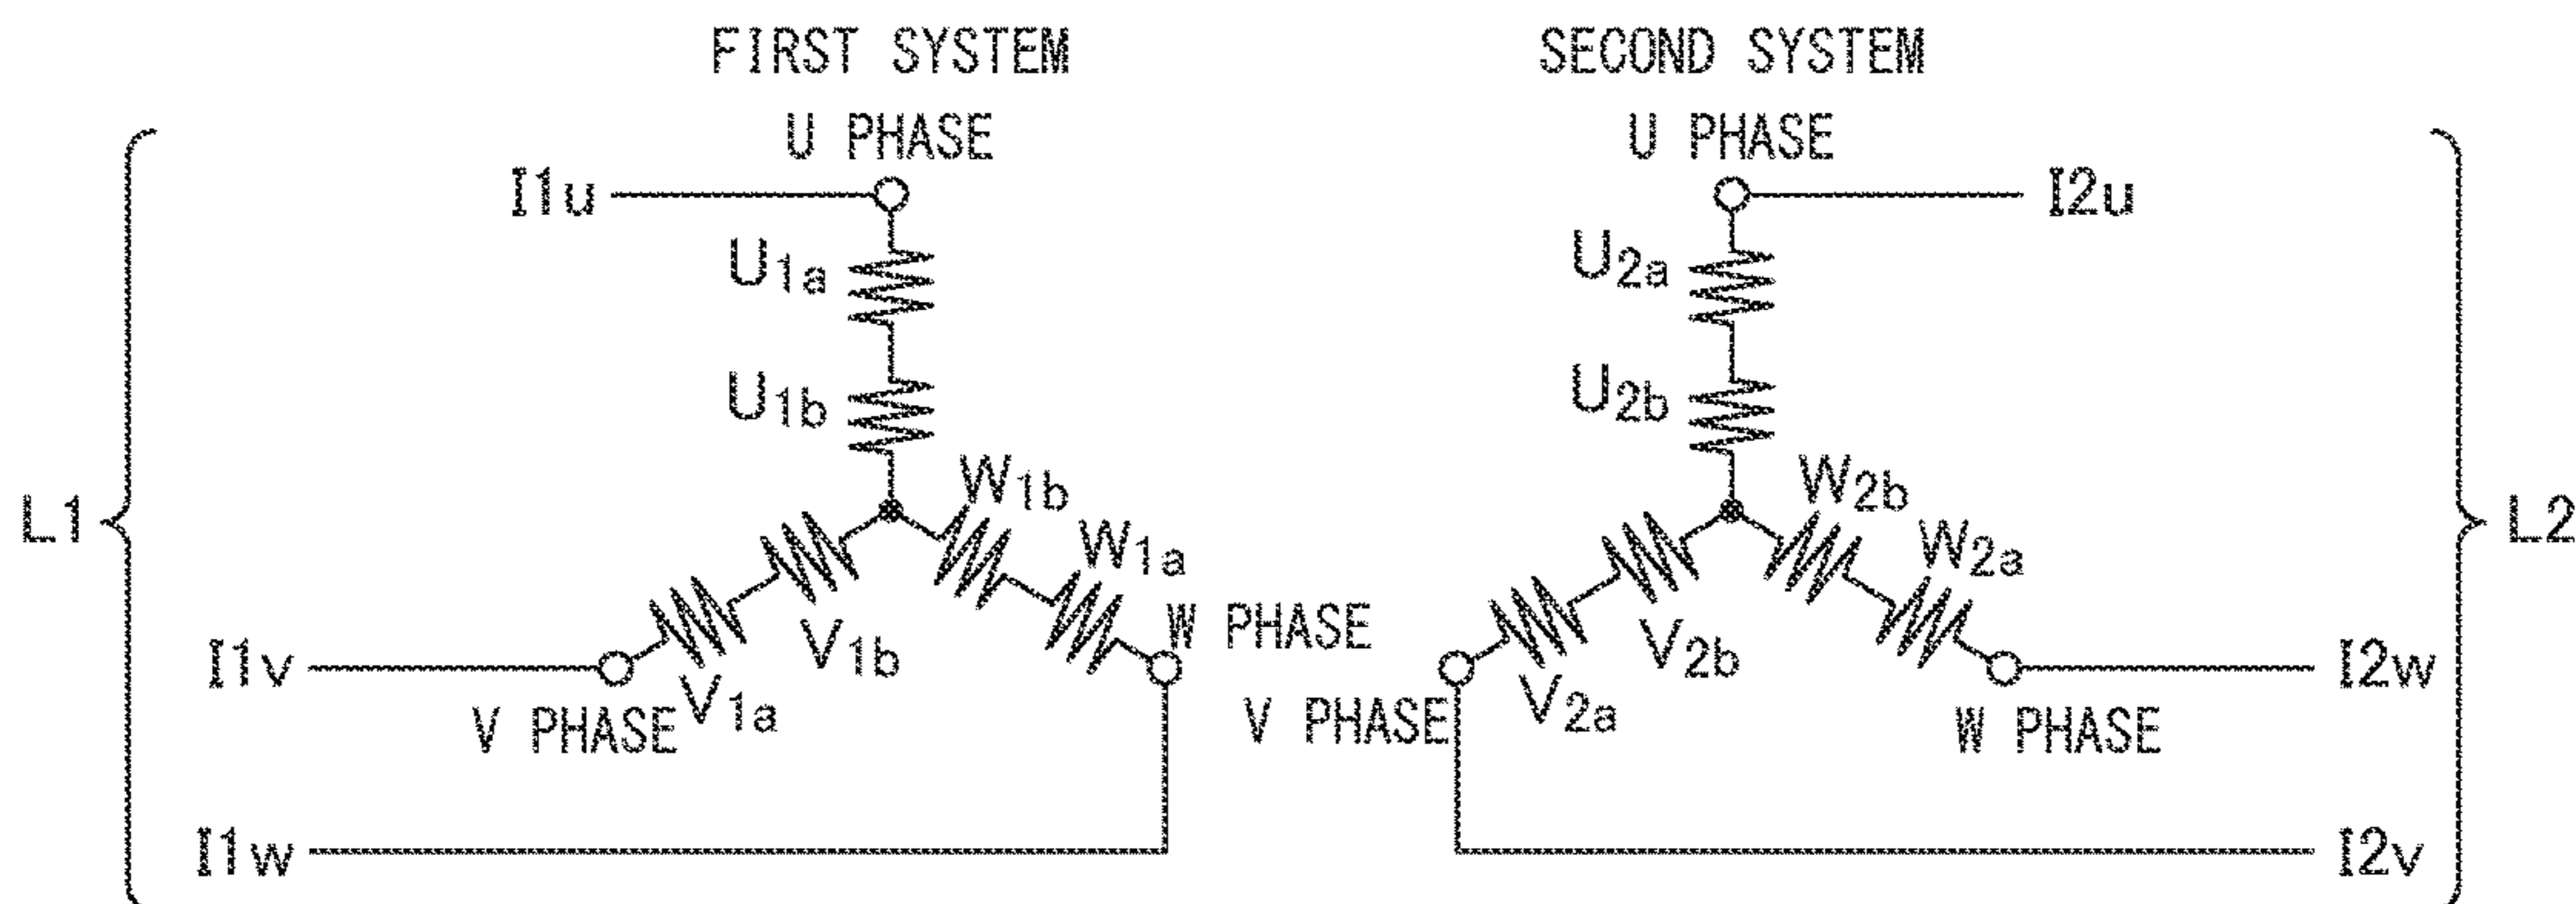 FIRST SYSTEM
SECOND SYSTEM
U PHASE
U PHASE
I1u
I2u
U1a
U2a
U1b
U2b
W1b
W2b
L1
L2
W1a
W2a
W PHASE
V1b
V2b
I1v
I2w
V1a
V2a
V PHASE
V PHASE
W PHASE
I1w
I2v